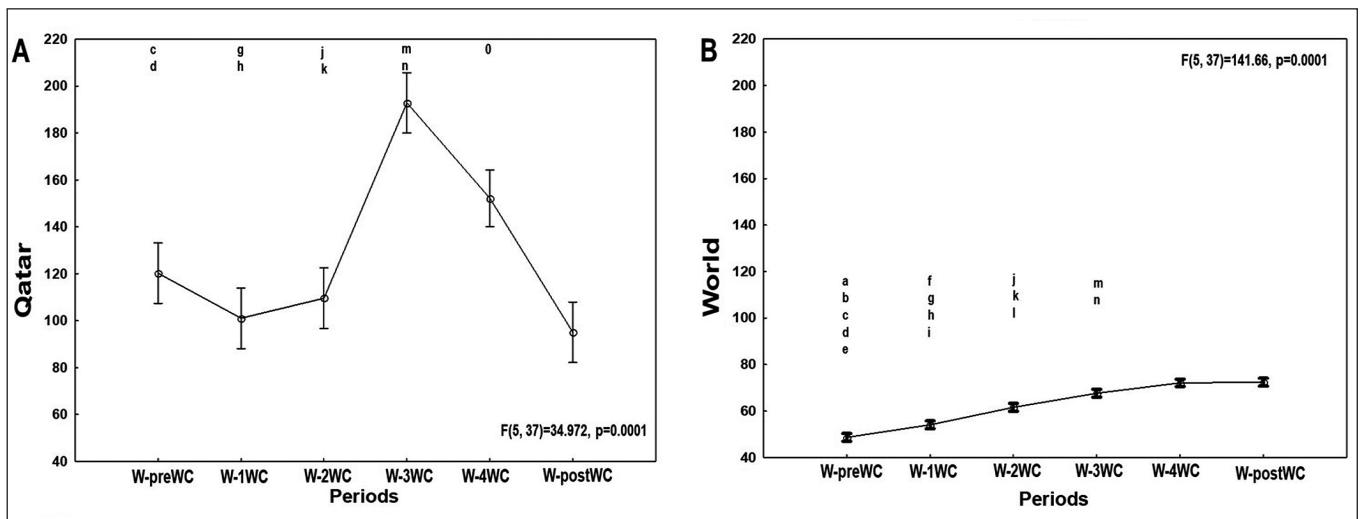 A
Qatar
220
200
180
160
140
120
100
80
60
40
c g j m 0
d h k n
F(5, 37)=34.972, p=0.0001
W-preWC W-1WC W-2WC W-3WC W-4WC W-postWC
Periods
B
World
220
200
180
160
140
120
100
80
60
40
F(5, 37)=141.66, p=0.0001
a f j m
b g k n
c h l
d i
e
W-preWC W-1WC W-2WC W-3WC W-4WC W-postWC
Periods